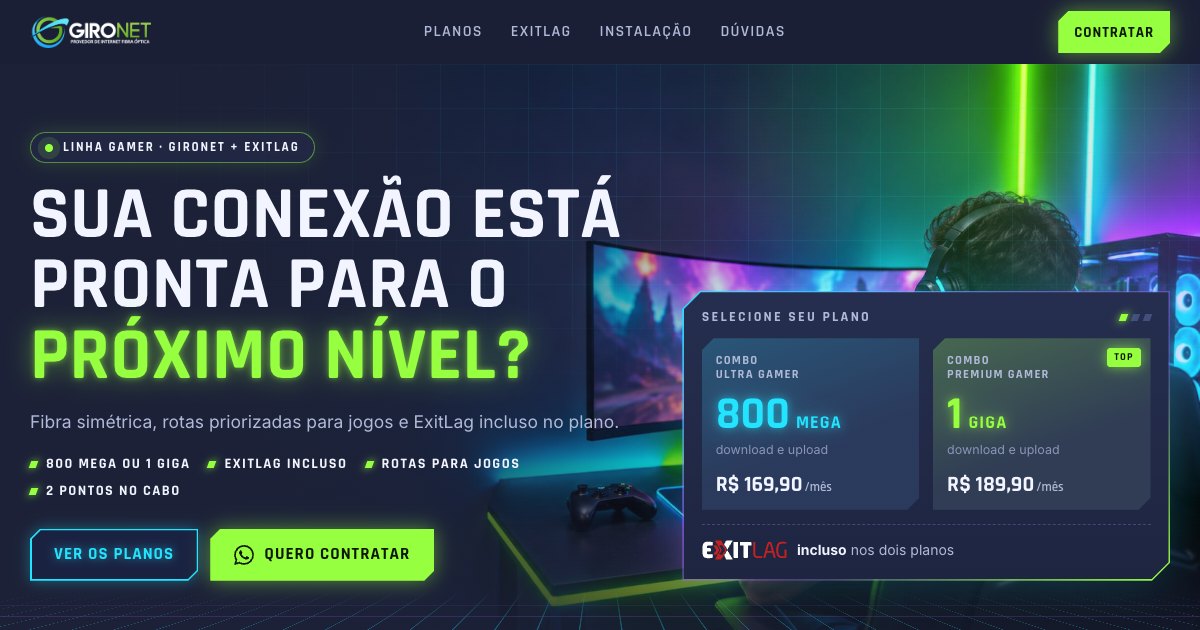 GIRONET
PROVEDOR DE INTERNET FIBRA ÓPTICA
PLANOS
EXITLAG
INSTALAÇÃO
DÚVIDAS
CONTRATAR
LINHA GAMER · GIRONET + EXITLAG
SUA CONEXÃO ESTÁ
PRONTA PARA O
PRÓXIMO NÍVEL?
Fibra simétrica, rotas priorizadas para jogos e ExitLag incluso no plano.
800 MEGA OU 1 GIGA
EXITLAG INCLUSO
ROTAS PARA JOGOS
2 PONTOS NO CABO
VER OS PLANOS
QUERO CONTRATAR
SELECIONE SEU PLANO
COMBO
ULTRA GAMER
800 MEGA
download e upload
R$ 169,90 /mês
COMBO
PREMIUM GAMER
TOP
1 GIGA
download e upload
R$ 189,90 /mês
EXITLAG incluso nos dois planos